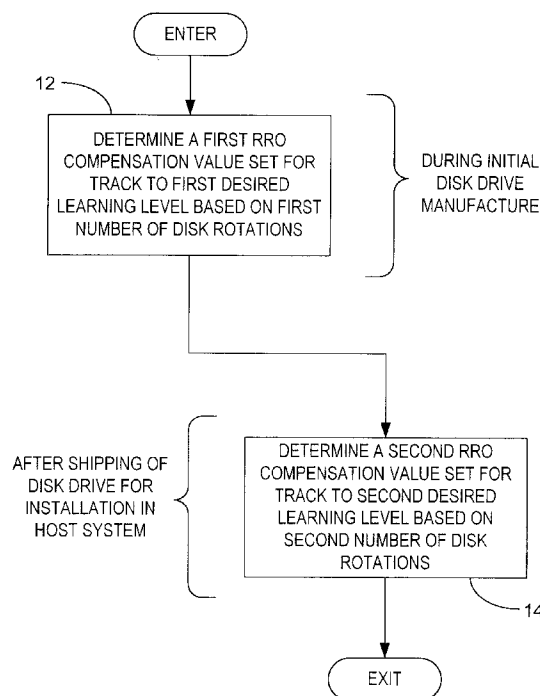 ENTER
12
DETERMINE A FIRST RRO
COMPENSATION VALUE SET FOR
TRACK TO FIRST DESIRED
LEARNING LEVEL BASED ON FIRST
NUMBER OF DISK ROTATIONS
DURING INITIAL
DISK DRIVE
MANUFACTURE
AFTER SHIPPING OF
DISK DRIVE FOR
INSTALLATION IN
HOST SYSTEM
DETERMINE A SECOND RRO
COMPENSATION VALUE SET FOR
TRACK TO SECOND DESIRED
LEARNING LEVEL BASED ON
SECOND NUMBER OF DISK
ROTATIONS
14
EXIT